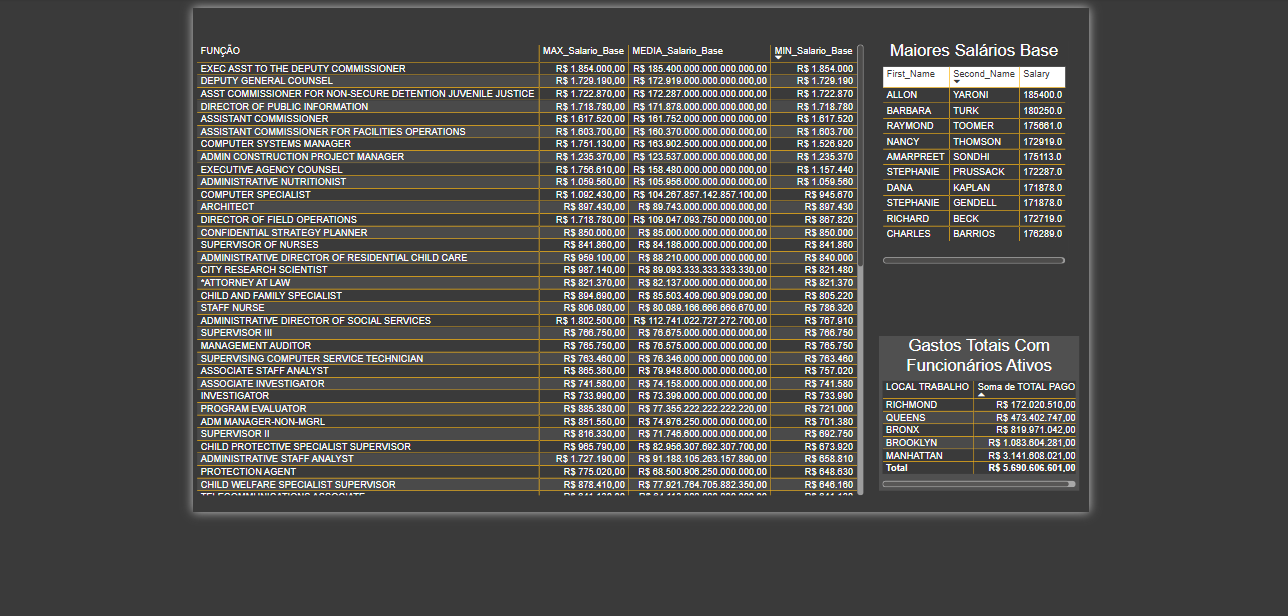 FUNÇÃO MAX_Salario_Base MEDIA_Salario_Base MIN_Salario_Base
EXEC ASST TO THE DEPUTY COMMISSIONER R$ 1.854.000,00 R$ 185.400.000.000.000.000,00 R$ 1.854.000
DEPUTY GENERAL COUNSEL R$ 1.729.190,00 R$ 172.919.000.000.000.000,00 R$ 1.729.190
ASST COMMISSIONER FOR NON-SECURE DETENTION JUVENILE JUSTICE R$ 1.722.870,00 R$ 172.287.000.000.000.000,00 R$ 1.722.870
DIRECTOR OF PUBLIC INFORMATION R$ 1.718.780,00 R$ 171.878.000.000.000.000,00 R$ 1.718.780
ASSISTANT COMMISSIONER R$ 1.617.520,00 R$ 161.752.000.000.000.000,00 R$ 1.617.520
ASSISTANT COMMISSIONER FOR FACILITIES OPERATIONS R$ 1.603.700,00 R$ 160.370.000.000.000.000,00 R$ 1.603.700
COMPUTER SYSTEMS MANAGER R$ 1.751.130,00 R$ 163.902.500.000.000.000,00 R$ 1.526.920
ADMIN CONSTRUCTION PROJECT MANAGER R$ 1.235.370,00 R$ 123.537.000.000.000.000,00 R$ 1.235.370
EXECUTIVE AGENCY COUNSEL R$ 1.756.610,00 R$ 158.480.000.000.000.000,00 R$ 1.157.440
ADMINISTRATIVE NUTRITIONIST R$ 1.059.560,00 R$ 105.956.000.000.000.000,00 R$ 1.059.560
COMPUTER SPECIALIST R$ 1.092.430,00 R$ 104.267.857.142.857.100,00 R$ 945.670
ARCHITECT R$ 897.430,00 R$ 89.743.000.000.000.000,00 R$ 897.430
DIRECTOR OF FIELD OPERATIONS R$ 1.718.780,00 R$ 109.047.093.750.000.000,00 R$ 867.820
CONFIDENTIAL STRATEGY PLANNER R$ 850.000,00 R$ 85.000.000.000.000.000,00 R$ 850.000
SUPERVISOR OF NURSES R$ 841.860,00 R$ 84.186.000.000.000.000,00 R$ 841.860
ADMINISTRATIVE DIRECTOR OF RESIDENTIAL CHILD CARE R$ 959.100,00 R$ 88.210.000.000.000.000,00 R$ 840.000
CITY RESEARCH SCIENTIST R$ 987.140,00 R$ 89.093.333.333.333.330,00 R$ 821.480
*ATTORNEY AT LAW R$ 821.370,00 R$ 82.137.000.000.000.000,00 R$ 821.370
CHILD AND FAMILY SPECIALIST R$ 894.690,00 R$ 85.503.409.090.909.090,00 R$ 805.220
STAFF NURSE R$ 806.080,00 R$ 80.089.166.666.666.670,00 R$ 786.320
ADMINISTRATIVE DIRECTOR OF SOCIAL SERVICES R$ 1.802.500,00 R$ 112.741.022.727.272.700,00 R$ 767.910
SUPERVISOR III R$ 766.750,00 R$ 76.675.000.000.000.000,00 R$ 766.750
MANAGEMENT AUDITOR R$ 765.750,00 R$ 76.575.000.000.000.000,00 R$ 765.750
SUPERVISING COMPUTER SERVICE TECHNICIAN R$ 763.460,00 R$ 76.346.000.000.000.000,00 R$ 763.460
ASSOCIATE STAFF ANALYST R$ 865.360,00 R$ 79.948.600.000.000.000,00 R$ 757.020
ASSOCIATE INVESTIGATOR R$ 741.580,00 R$ 74.158.000.000.000.000,00 R$ 741.580
INVESTIGATOR R$ 733.990,00 R$ 73.399.000.000.000.000,00 R$ 733.990
PROGRAM EVALUATOR R$ 885.380,00 R$ 77.355.222.222.222.220,00 R$ 721.000
ADM MANAGER-NON-MGRL R$ 851.550,00 R$ 74.976.250.000.000.000,00 R$ 701.380
SUPERVISOR II R$ 816.330,00 R$ 71.746.600.000.000.000,00 R$ 692.750
CHILD PROTECTIVE SPECIALIST SUPERVISOR R$ 965.790,00 R$ 82.956.307.692.307.700,00 R$ 673.920
ADMINISTRATIVE STAFF ANALYST R$ 1.727.190,00 R$ 91.188.105.263.157.890,00 R$ 658.810
PROTECTION AGENT R$ 775.020,00 R$ 68.500.906.250.000.000,00 R$ 648.630
CHILD WELFARE SPECIALIST SUPERVISOR R$ 878.410,00 R$ 77.921.764.705.882.350,00 R$ 646.160
TELECOMMUNICATIONS ASSOCIATE
Maiores Salários Base
First_Name Second_Name Salary
ALLON YARONI 185400.0
BARBARA TURK 180250.0
RAYMOND TOOMER 175661.0
NANCY THOMSON 172919.0
AMARPREET SONDHI 175113.0
STEPHANIE PRUSSACK 172287.0
DANA KAPLAN 171878.0
STEPHANIE GENDELL 171878.0
RICHARD BECK 172719.0
CHARLES BARRIOS 176289.0
Gastos Totais Com
Funcionários Ativos
LOCAL TRABALHO Soma de TOTAL PAGO
RICHMOND R$ 172.020.510,00
QUEENS R$ 473.402.747,00
BRONX R$ 819.971.042,00
BROOKLYN R$ 1.083.604.281,00
MANHATTAN R$ 3.141.608.021,00
Total R$ 5.690.606.601,00